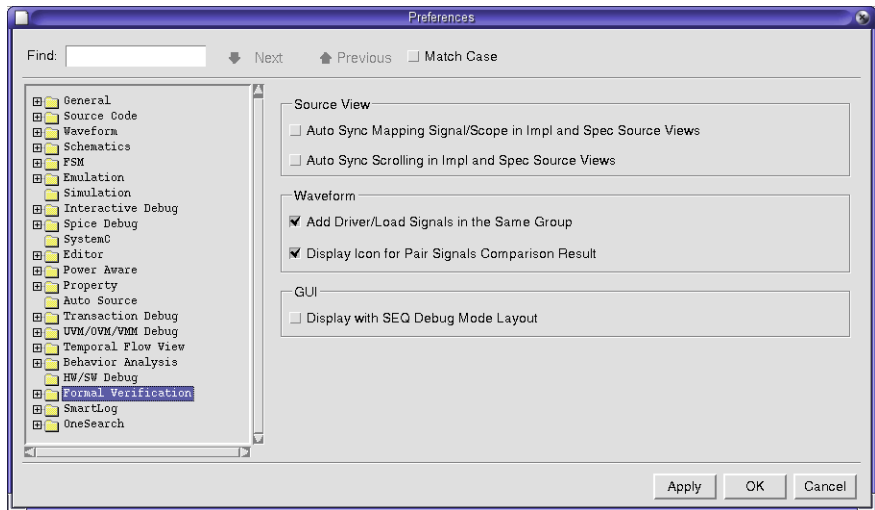 Preferences
Find:
Next
Previous
Match Case
General
Source Code
Waveform
Schematics
FSM
Emulation
Simulation
Interactive Debug
Spice Debug
SystemC
Editor
Power Aware
Property
Auto Source
Transaction Debug
UVM/OVM/VMM Debug
Temporal Flow View
Behavior Analysis
HW/SW Debug
Formal Verification
SmartLog
OneSearch
Source View
Auto Sync Mapping Signal/Scope in Impl and Spec Source Views
Auto Sync Scrolling in Impl and Spec Source Views
Waveform
Add Driver/Load Signals in the Same Group
Display Icon for Pair Signals Comparison Result
GUI
Display with SEQ Debug Mode Layout
Apply
OK
Cancel